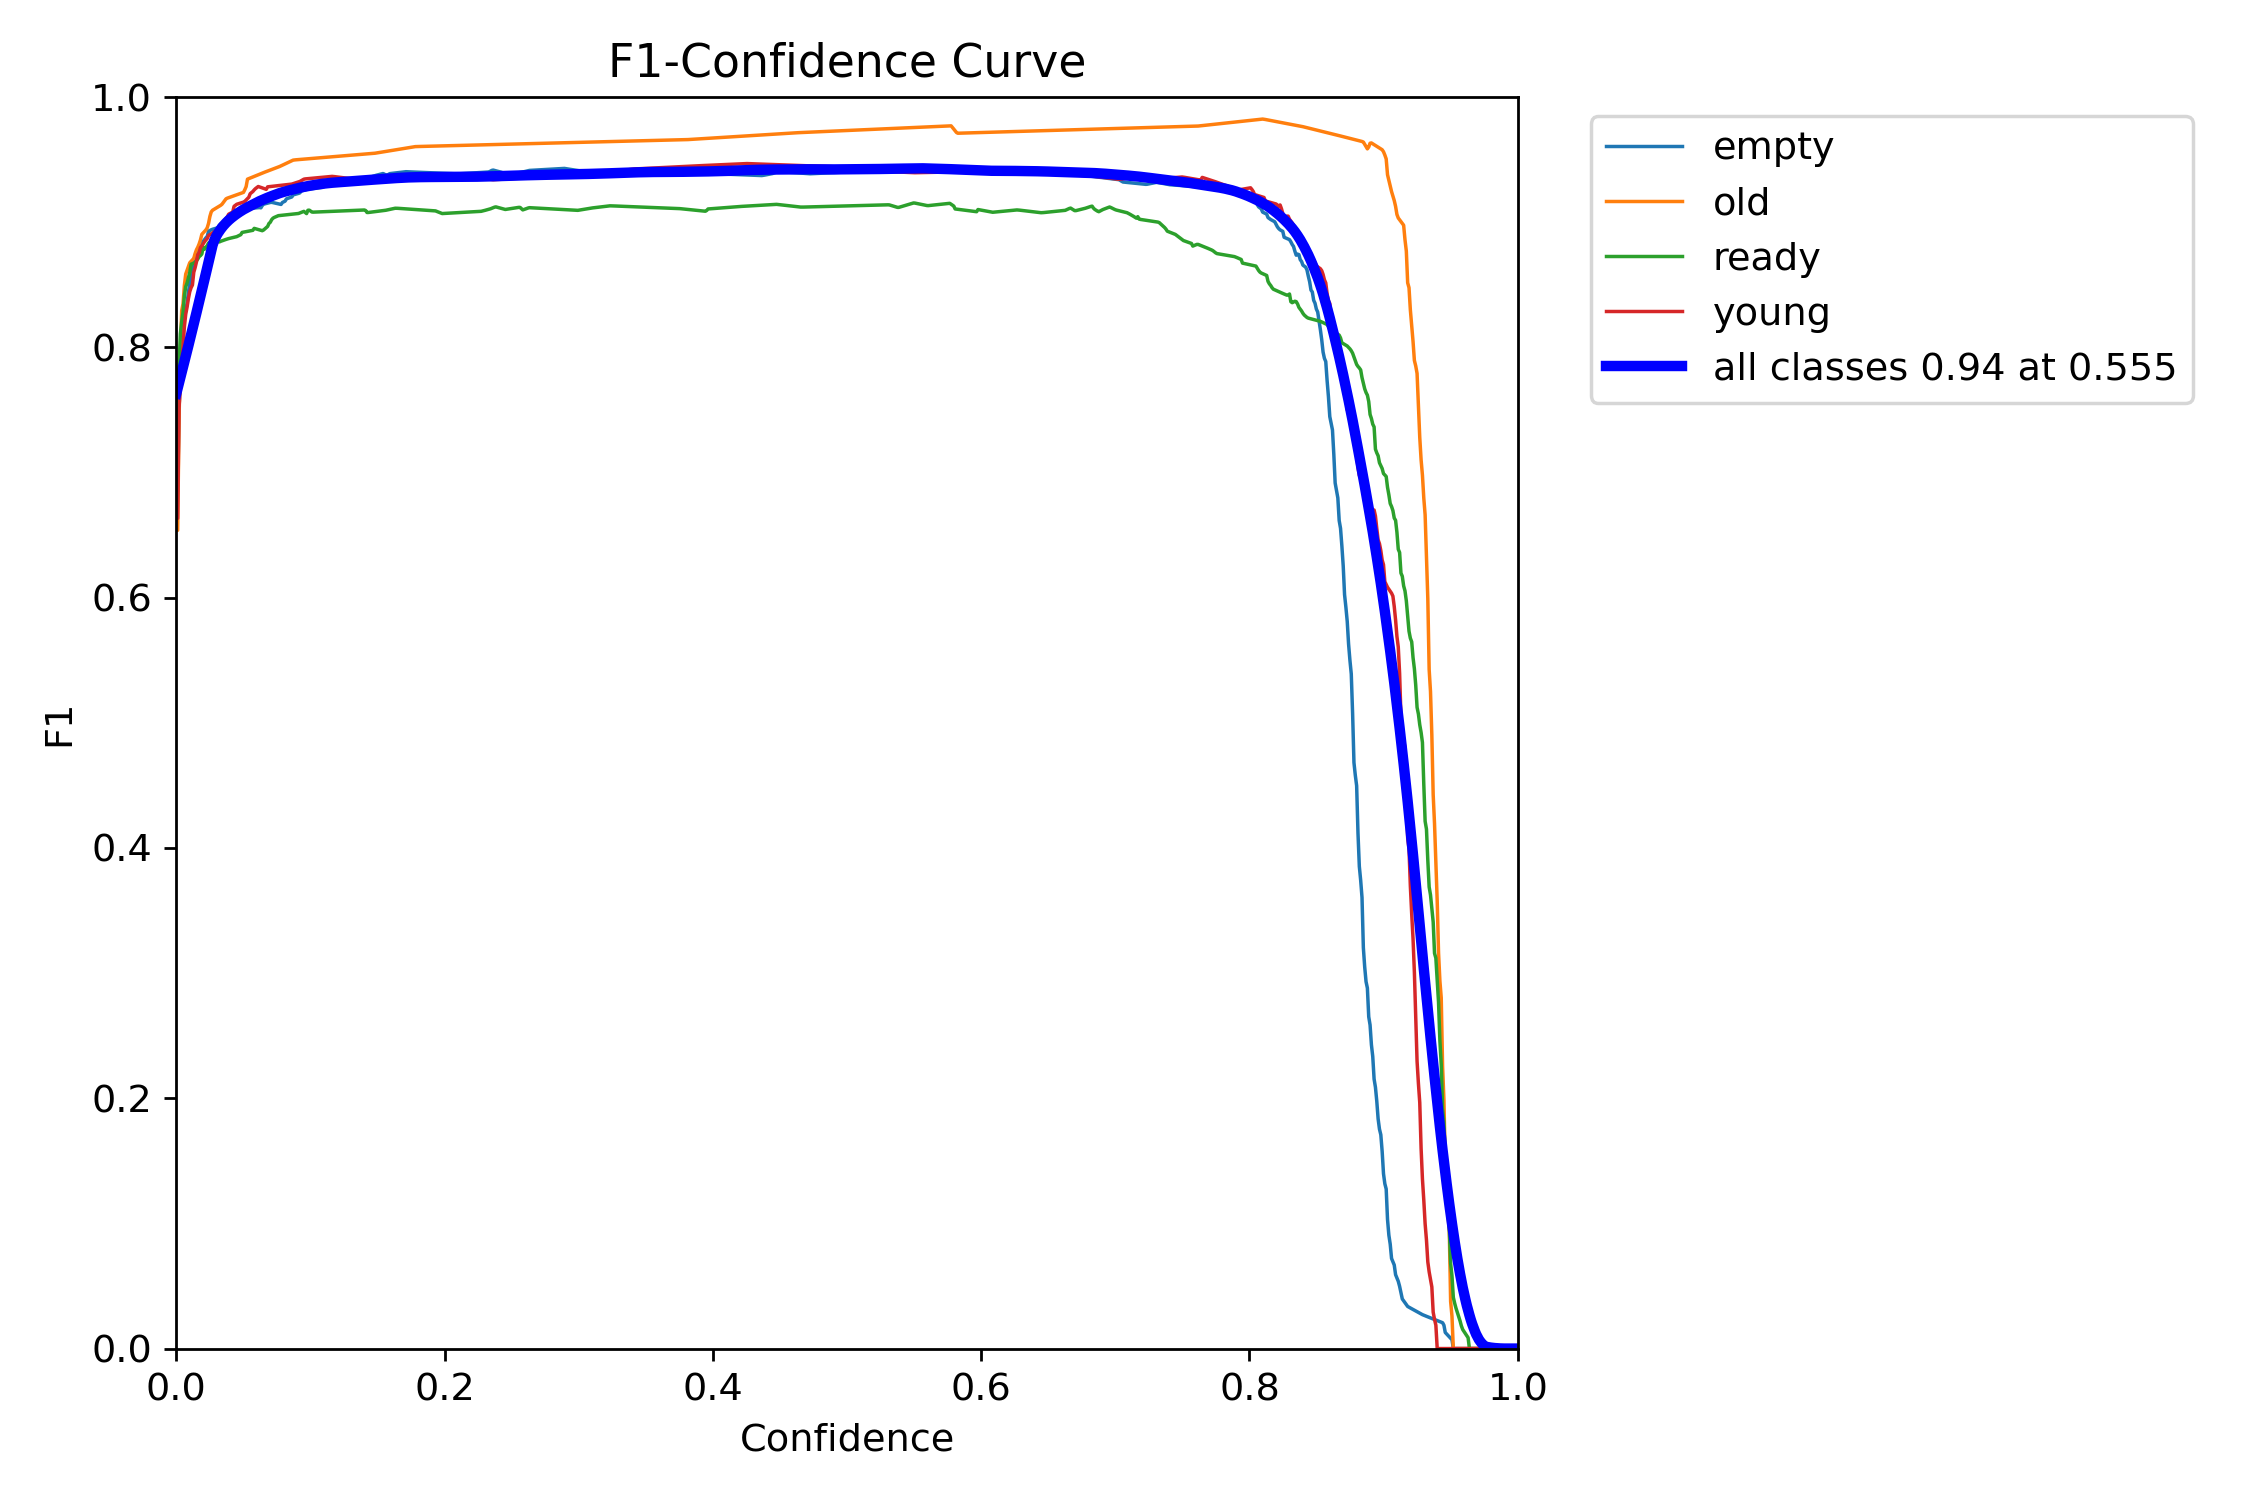 F1-Confidence Curve
1.0
0.8
0.6
0.4
0.2
0.0
F1
0.0 0.2 0.4 0.6 0.8 1.0
Confidence
empty
old
ready
young
all classes 0.94 at 0.555